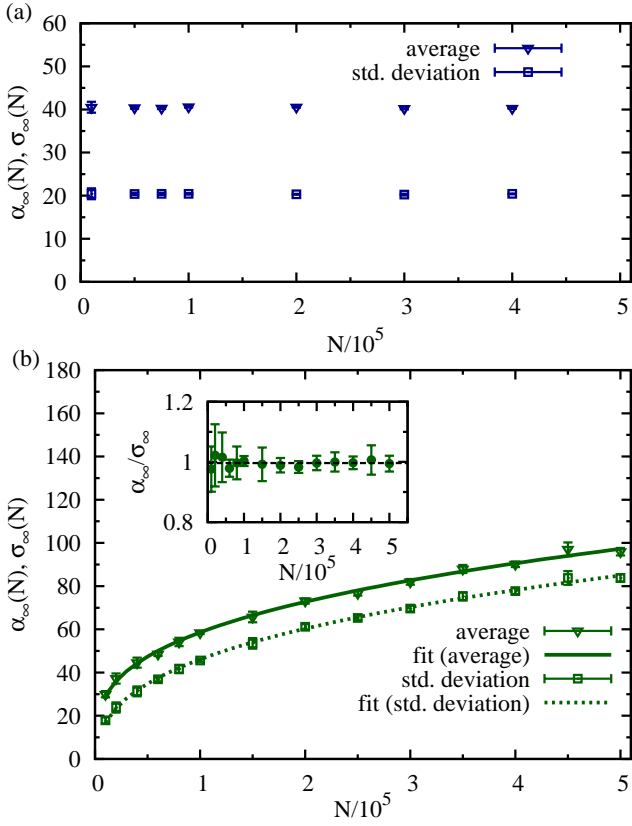 (a)
60
50
40
30
20
10
0
α∞(N), σ∞(N)
average
std. deviation
0 1 2 3 4 5
N/10⁵
(b)
180
160
140
120
100
80
60
40
20
0
α∞(N), σ∞(N)
1.2
1
0.8
α∞/σ∞
0 1 2 3 4 5
N/10⁵
average
fit (average)
std. deviation
fit (std. deviation)
0 1 2 3 4 5
N/10⁵